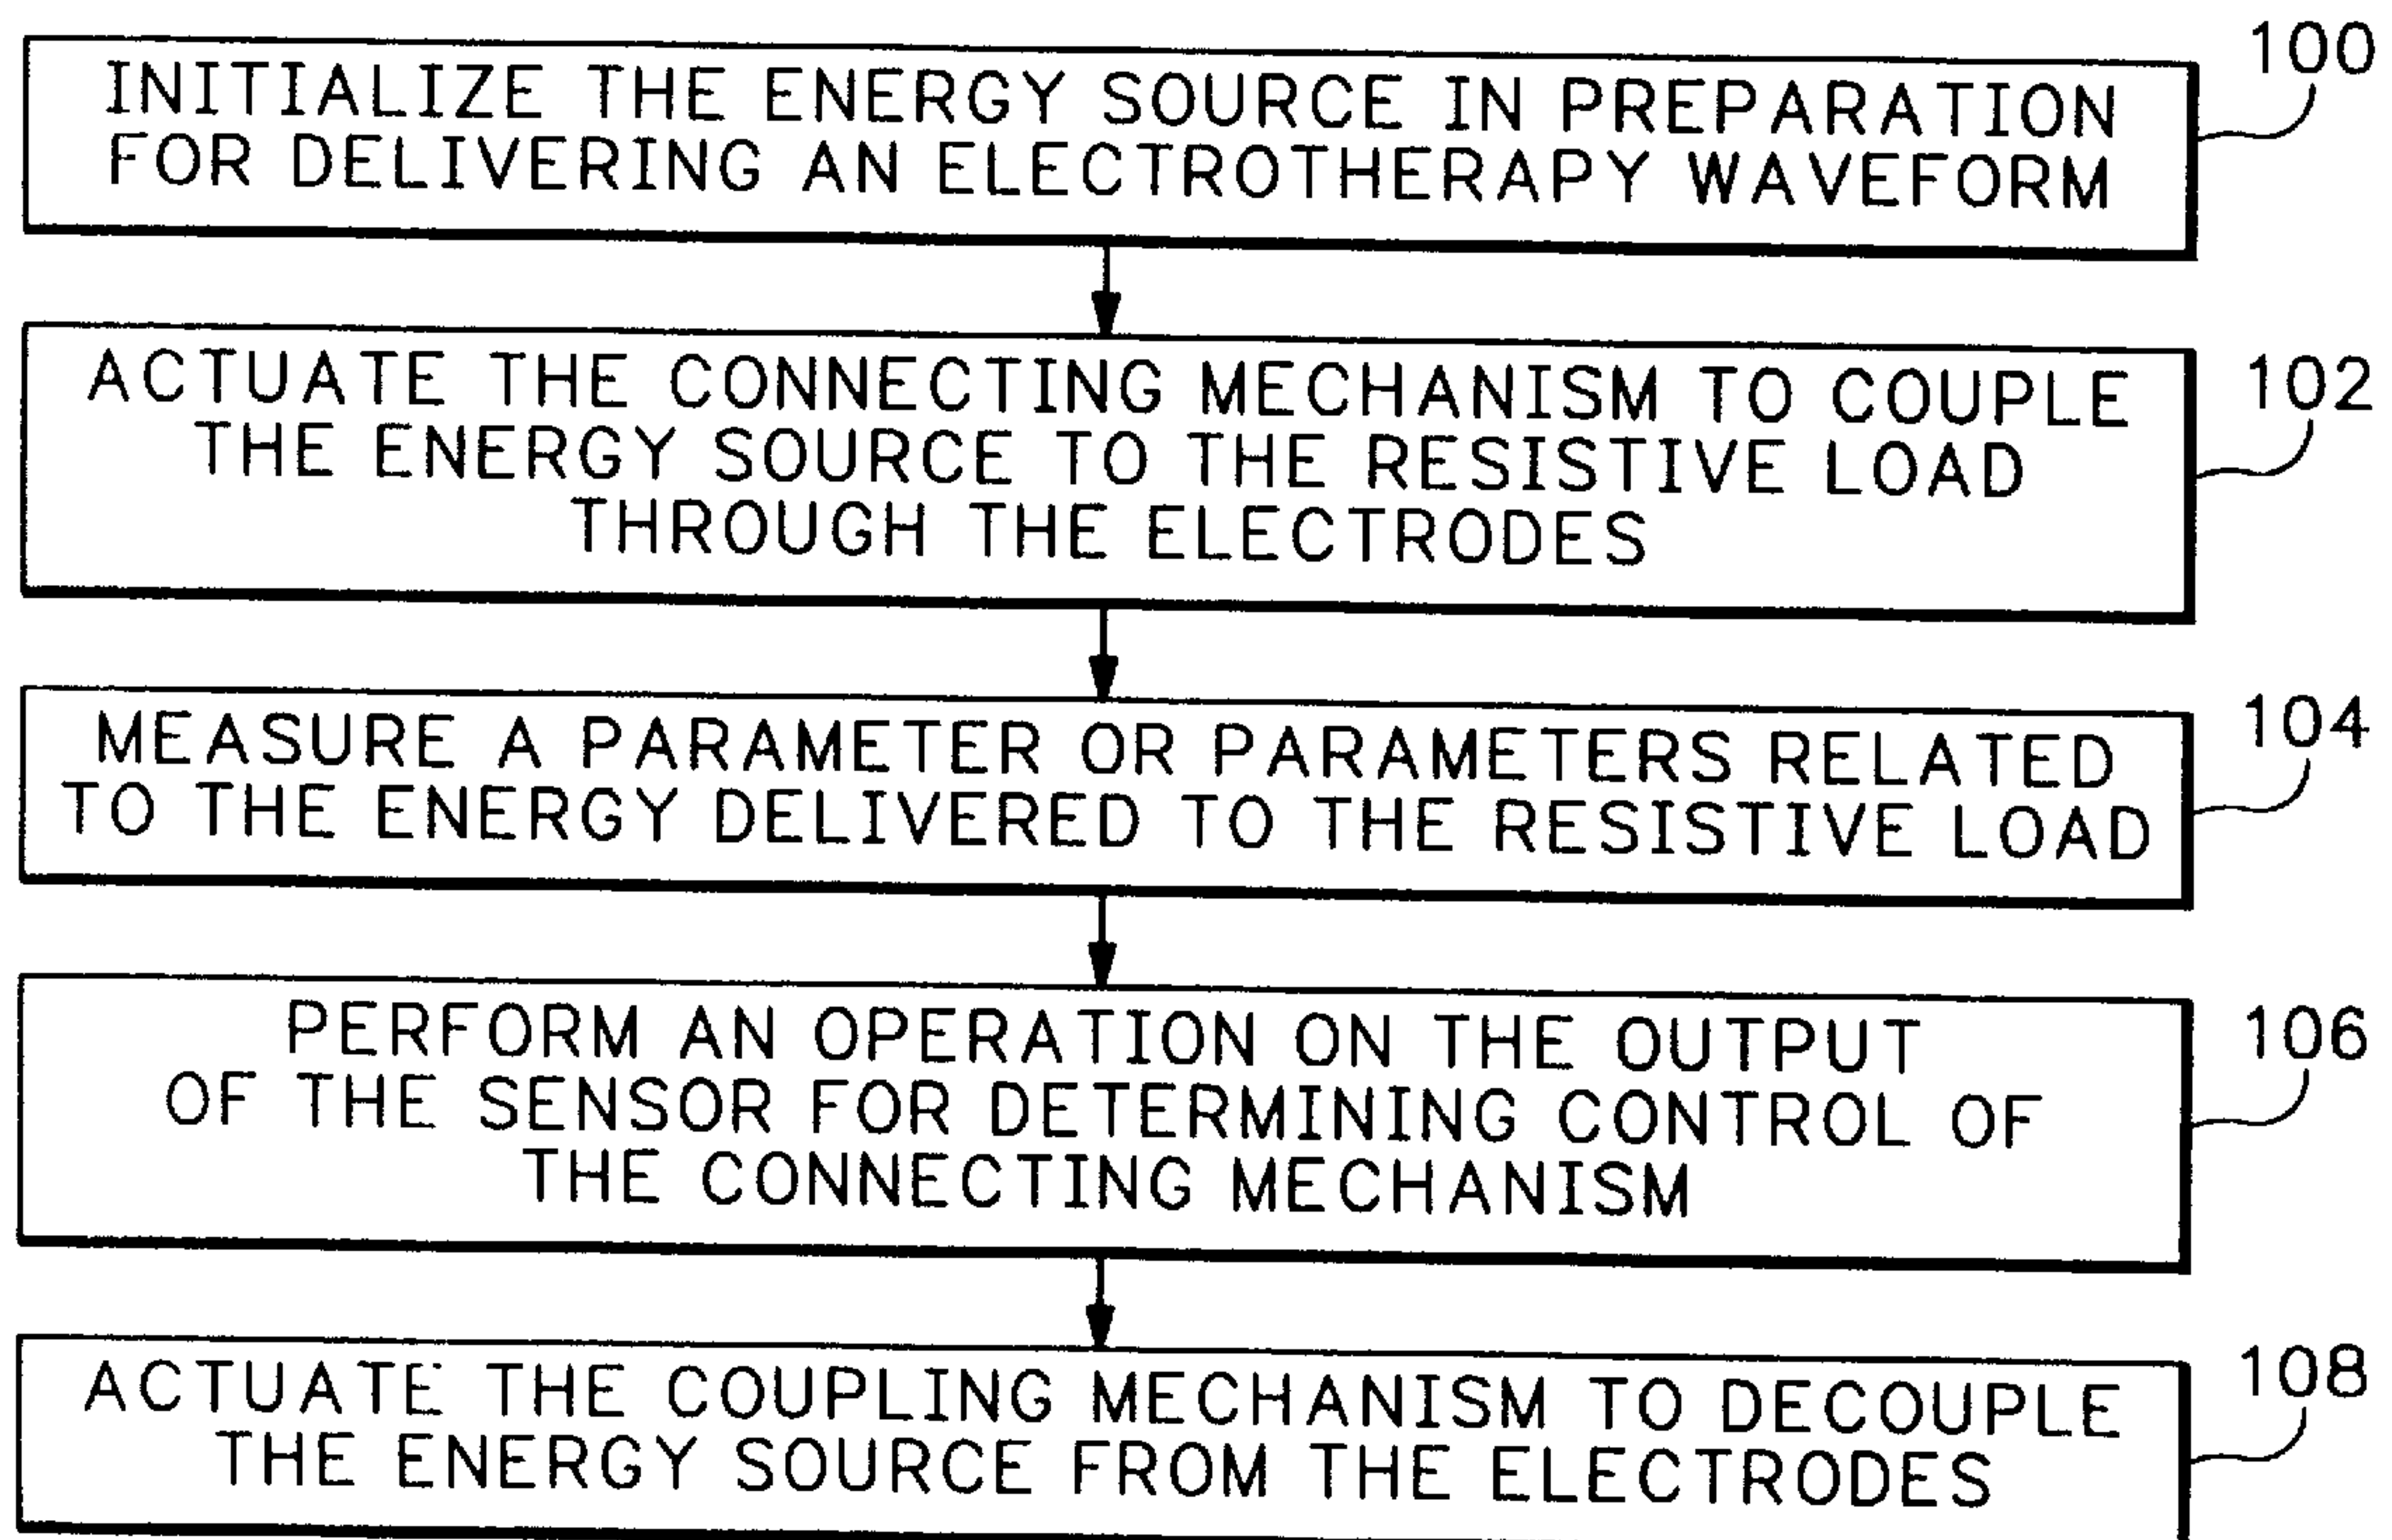 100
INITIALIZE THE ENERGY SOURCE IN PREPARATION
FOR DELIVERING AN ELECTROTHERAPY WAVEFORM
102
ACTUATE THE CONNECTING MECHANISM TO COUPLE
THE ENERGY SOURCE TO THE RESISTIVE LOAD
THROUGH THE ELECTRODES
104
MEASURE A PARAMETER OR PARAMETERS RELATED
TO THE ENERGY DELIVERED TO THE RESISTIVE LOAD
106
PERFORM AN OPERATION ON THE OUTPUT
OF THE SENSOR FOR DETERMINING CONTROL OF
THE CONNECTING MECHANISM
108
ACTUATE THE COUPLING MECHANISM TO DECOUPLE
THE ENERGY SOURCE FROM THE ELECTRODES